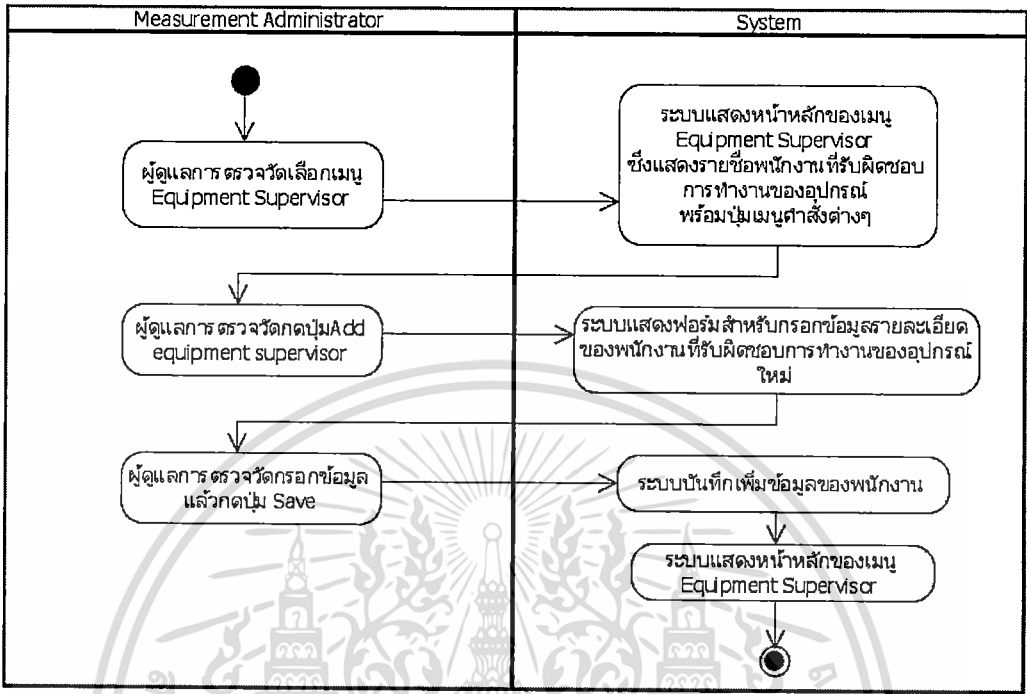 Measurement Administrator
System
ผู้ดูแลการตรวจวัดเลือกเมนู
Equipment Supervisor
ระบบแสดงหน้าหลักของเมนู
Equipment Supervisor
ซึ่งแสดงรายชื่อพนักงานที่รับผิดชอบ
การทำงานของอุปกรณ์
พร้อมปุ่มเมนูคำสั่งต่างๆ
ผู้ดูแลการตรวจวัดกดปุ่มAdd
equipment supervisor
ระบบแสดงฟอร์มสำหรับกรอกข้อมูลรายละเอียด
ของพนักงานที่รับผิดชอบการทำงานของอุปกรณ์
ใหม่
ผู้ดูแลการตรวจวัดกรอกข้อมูล
แล้วกดปุ่ม Save
ระบบบันทึกเพิ่มข้อมูลของพนักงาน
ระบบแสดงหน้าหลักของเมนู
Equipment Supervisor